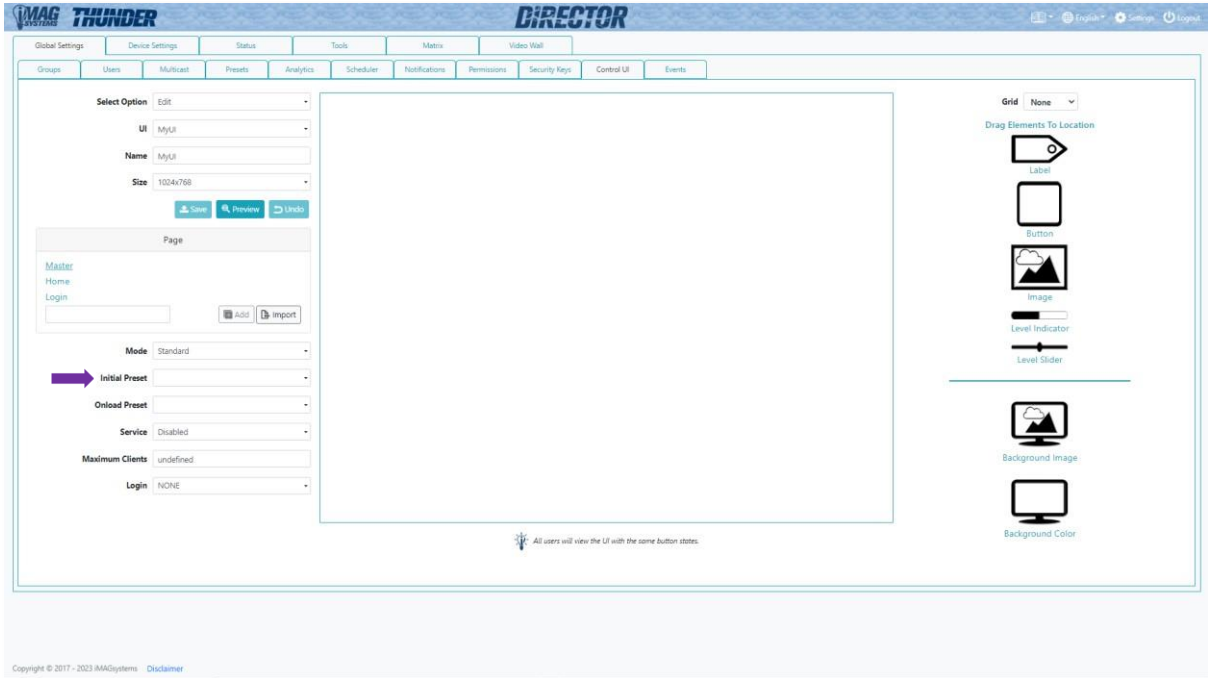 iMAG SYSTEMS THUNDER DiRECTOR English Settings Logout
Global Settings Device Settings Status Tools Matrix Video Wall
Groups Users Multicast Presets Analytics Scheduler Notifications Permissions Security Keys Control UI Events
Select Option Edit
UI MyUI
Name MyUI
Size 1024x768
Save Preview Undo
Page
Master
Home
Login
Add Import
Mode Standard
Initial Preset
Onload Preset
Service Disabled
Maximum Clients undefined
Login NONE
All users will view the UI with the same button states.
Grid None
Drag Elements To Location
Label
Button
Image
Level Indicator
Level Slider
Background Image
Background Color
Copyright © 2017 - 2023 iMAGsystems Disclaimer